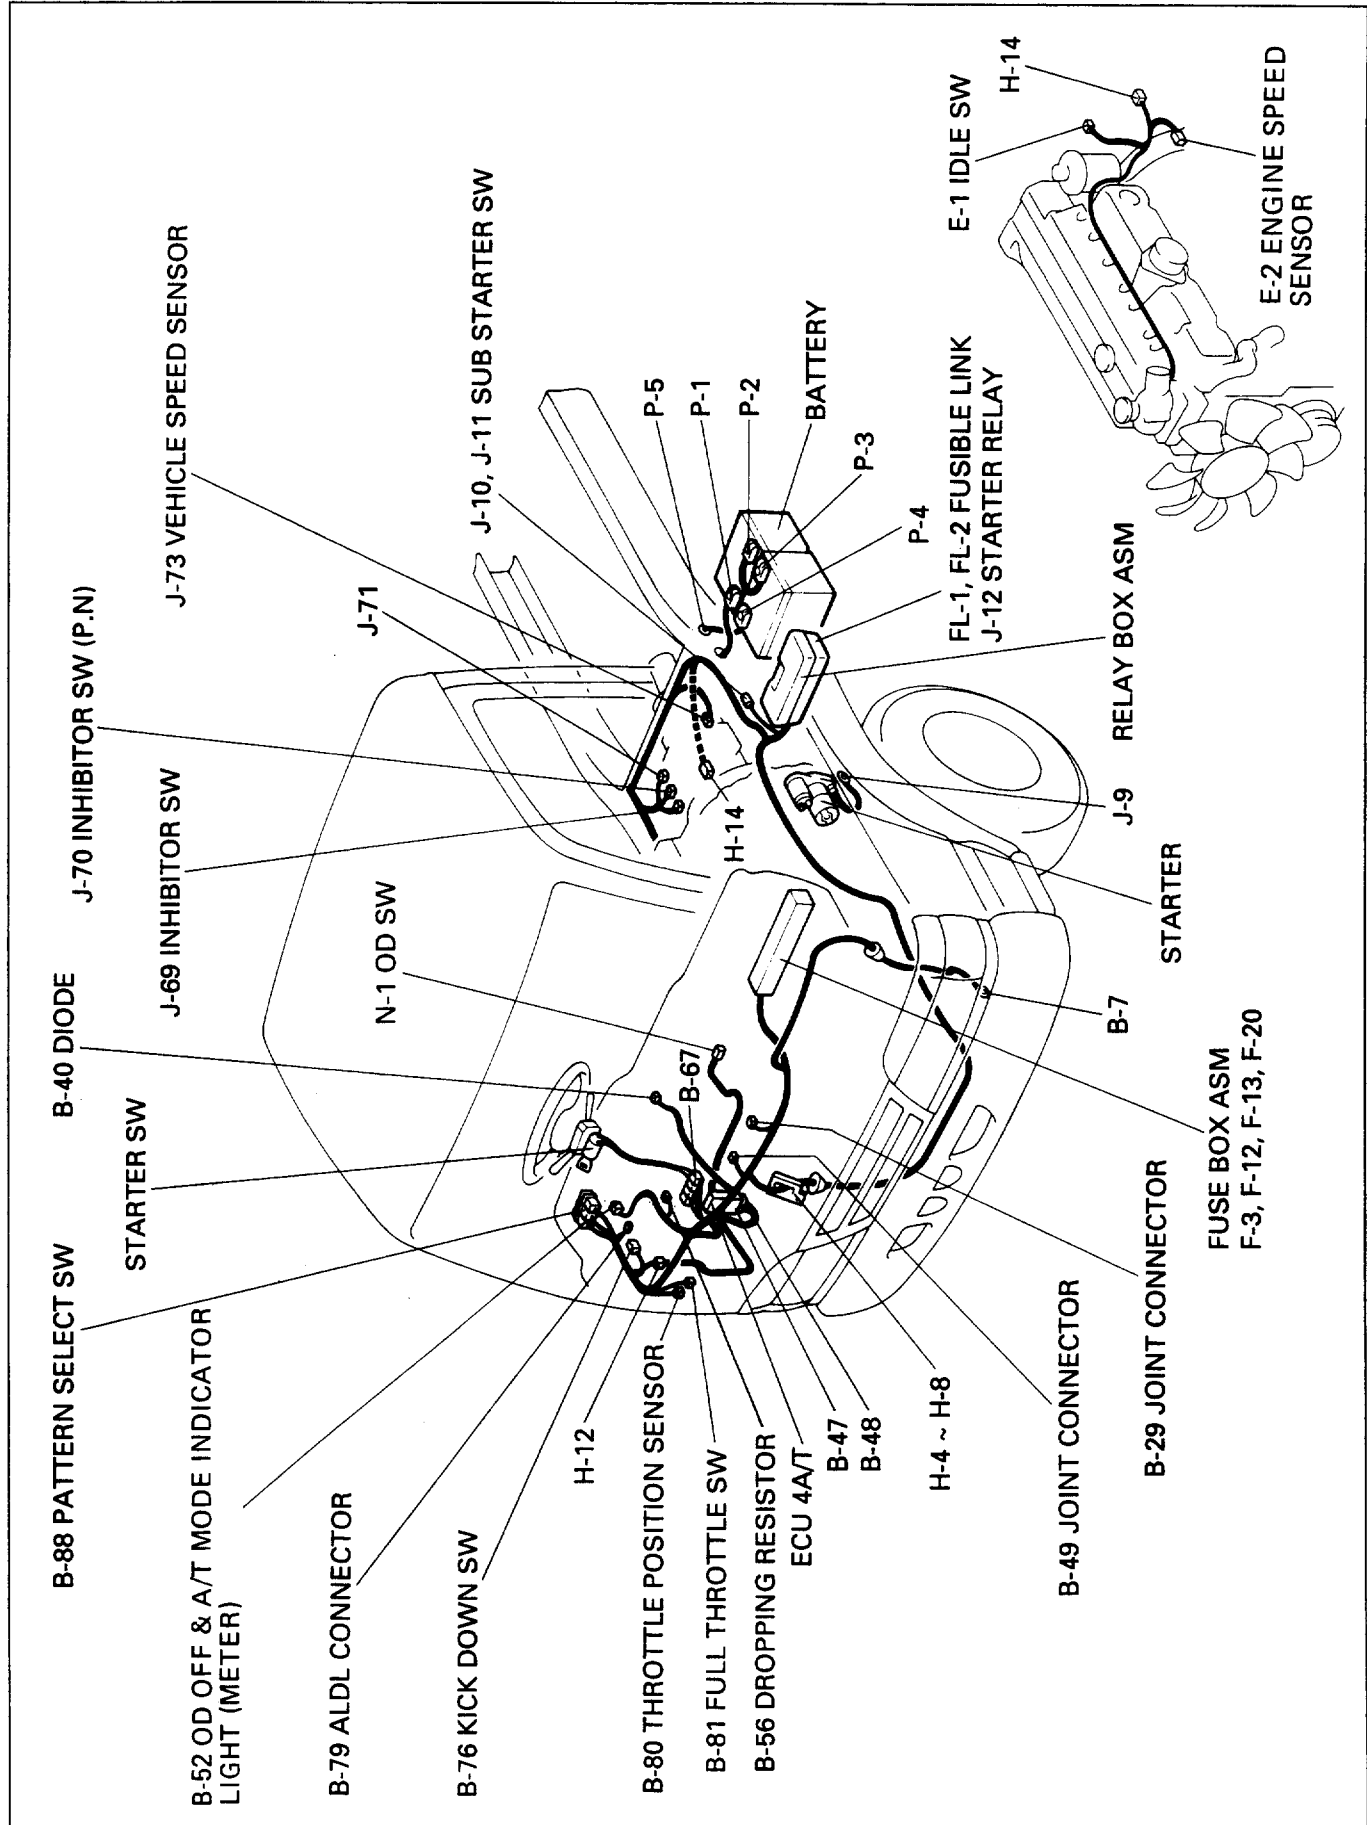 B-88 PATTERN SELECT SW
STARTER SW
B-40 DIODE
J-70 INHIBITOR SW (P.N)
J-69 INHIBITOR SW
J-73 VEHICLE SPEED SENSOR
B-52 OD OFF & A/T MODE INDICATOR
LIGHT (METER)
N-1 OD SW
J-71
J-10, J-11 SUB STARTER SW
B-79 ALDL CONNECTOR
B-76 KICK DOWN SW
H-12
B-67
H-14
P-5
P-1
P-2
BATTERY
P-3
P-4
B-80 THROTTLE POSITION SENSOR
B-81 FULL THROTTLE SW
B-56 DROPPING RESISTOR
ECU 4A/T
B-47
B-48
H-4 ~ H-8
B-49 JOINT CONNECTOR
B-29 JOINT CONNECTOR
FUSE BOX ASM
F-3, F-12, F-13, F-20
B-7
STARTER
J-9
RELAY BOX ASM
FL-1, FL-2 FUSIBLE LINK
J-12 STARTER RELAY
E-1 IDLE SW
H-14
E-2 ENGINE SPEED
SENSOR